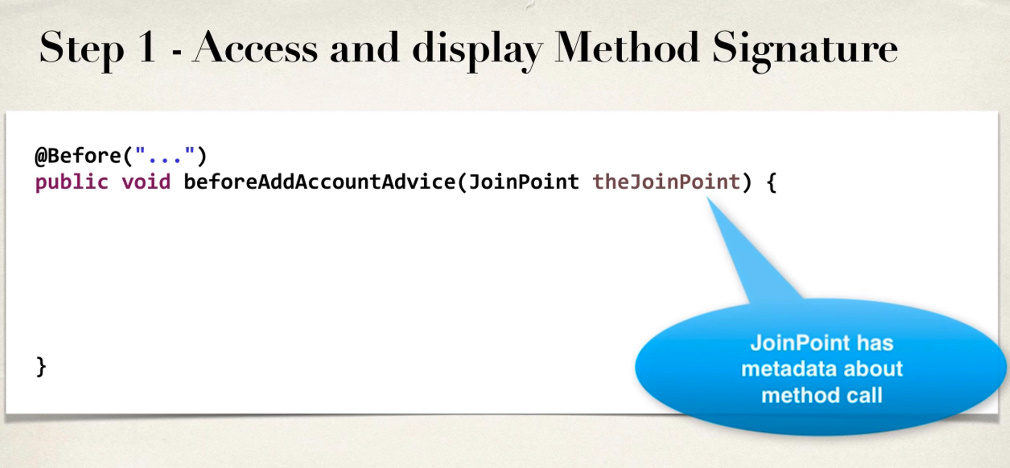 Step 1 - Access and display Method Signature
@Before("...")
public void beforeAddAccountAdvice(JoinPoint theJoinPoint) {
}
JoinPoint has
metadata about
method call